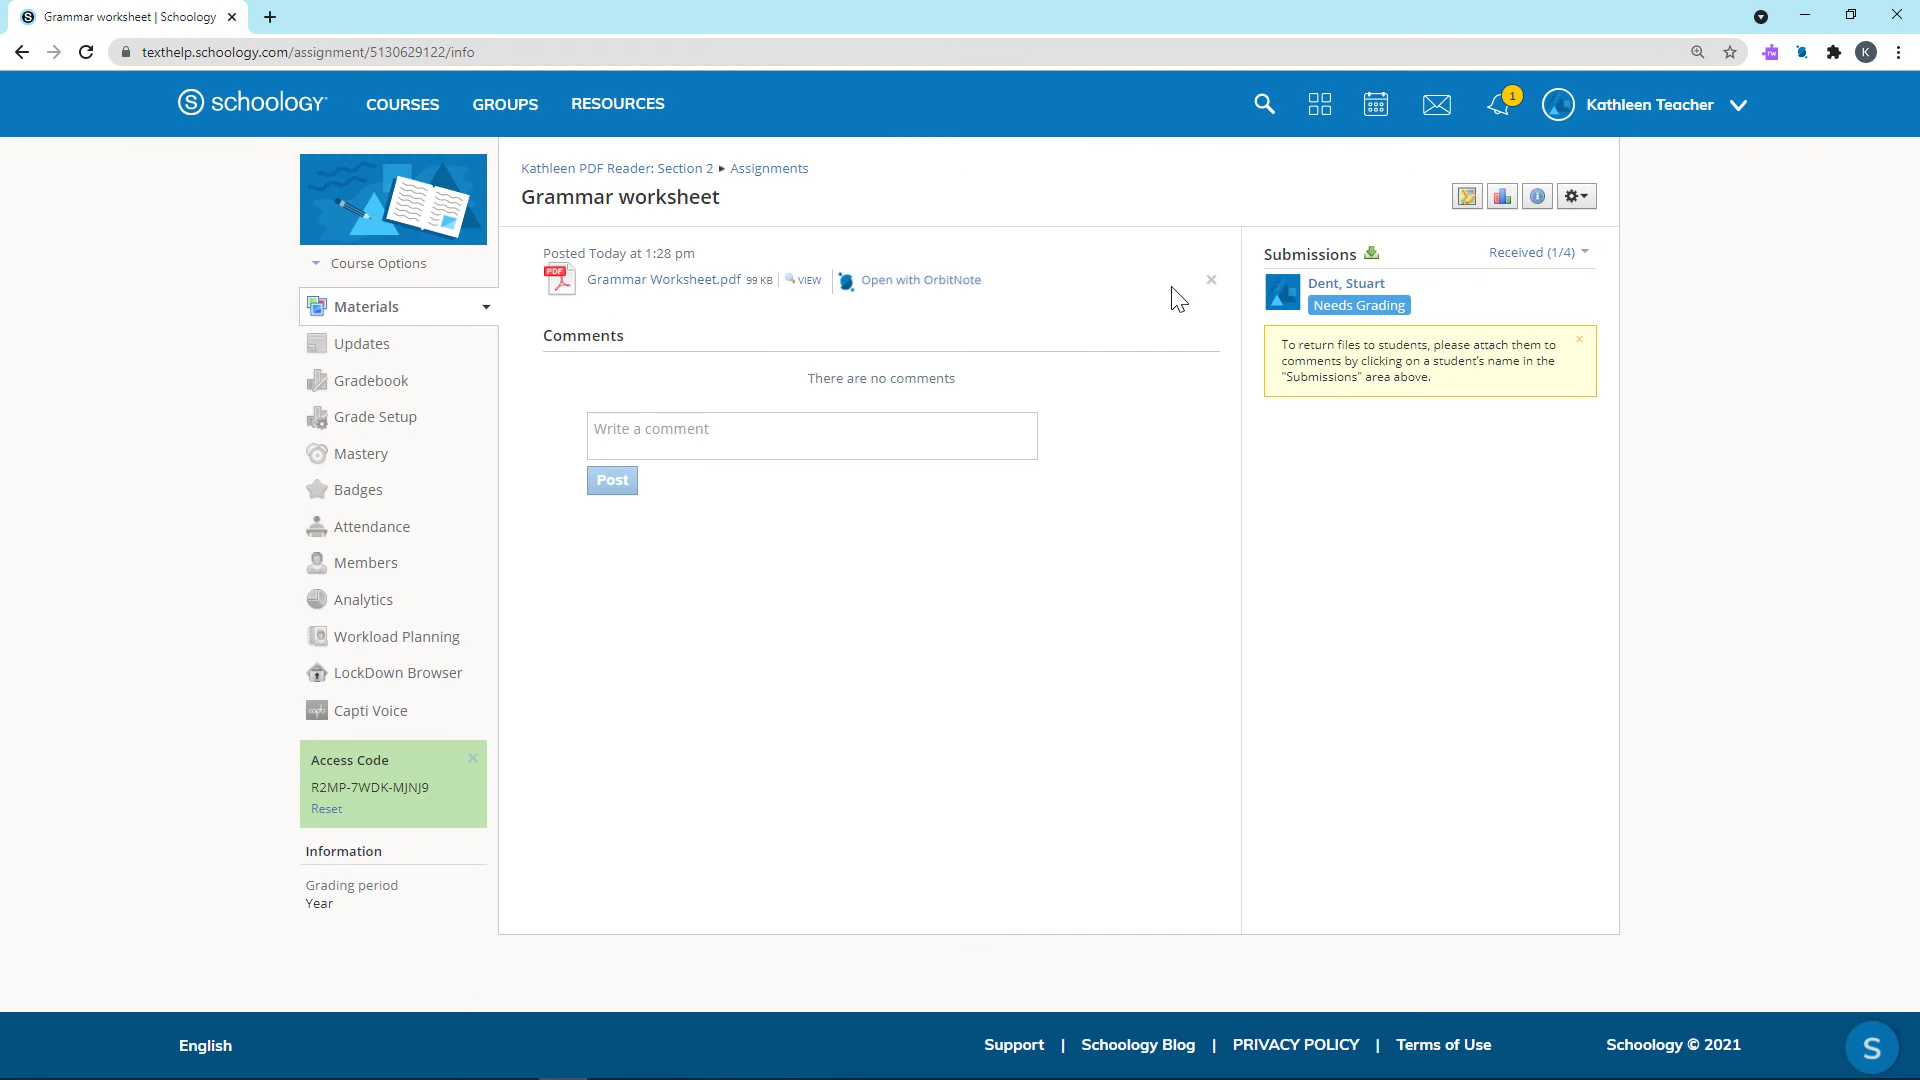 Grammar worksheet | Schoology
texthelp.schoology.com/assignment/5130629122/info
K
S schoology
COURSES GROUPS RESOURCES
1
Kathleen Teacher
Kathleen PDF Reader: Section 2 ▸ Assignments
Grammar worksheet
Course Options
Materials
Updates
Gradebook
Grade Setup
Mastery
Badges
Attendance
Members
Analytics
Workload Planning
LockDown Browser
Capti Voice
Access Code
R2MP-7WDK-MJNJ9
Reset
Information
Grading period
Year
Posted Today at 1:28 pm
PDF Grammar Worksheet.pdf 99 KB VIEW Open with OrbitNote
Comments
There are no comments
Write a comment
Post
Submissions Received (1/4)
Dent, Stuart
Needs Grading
To return files to students, please attach them to
comments by clicking on a student's name in the
"Submissions" area above.
x
English
Support | Schoology Blog | PRIVACY POLICY | Terms of Use
Schoology © 2021
S